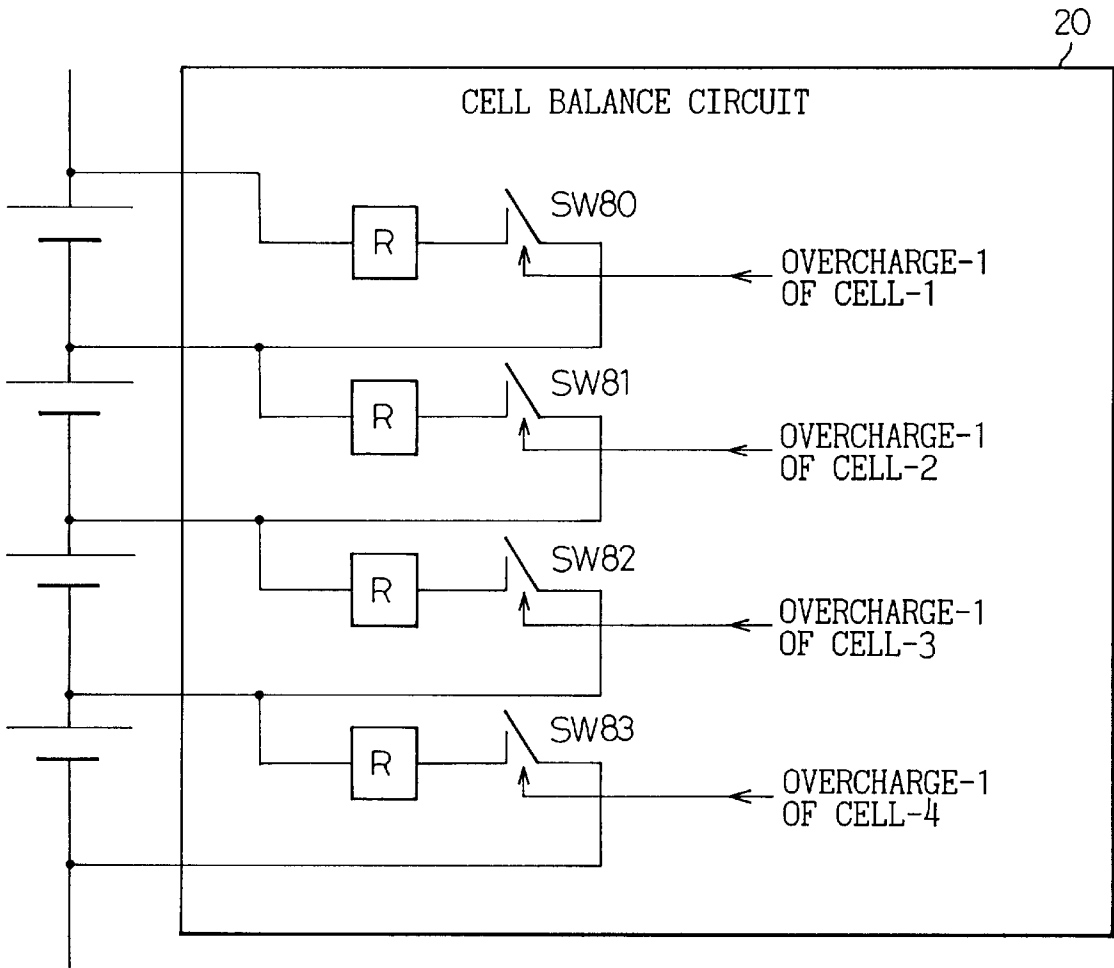 20
CELL BALANCE CIRCUIT
R
SW80
OVERCHARGE-1
OF CELL-1
R
SW81
OVERCHARGE-1
OF CELL-2
R
SW82
OVERCHARGE-1
OF CELL-3
R
SW83
OVERCHARGE-1
OF CELL-4